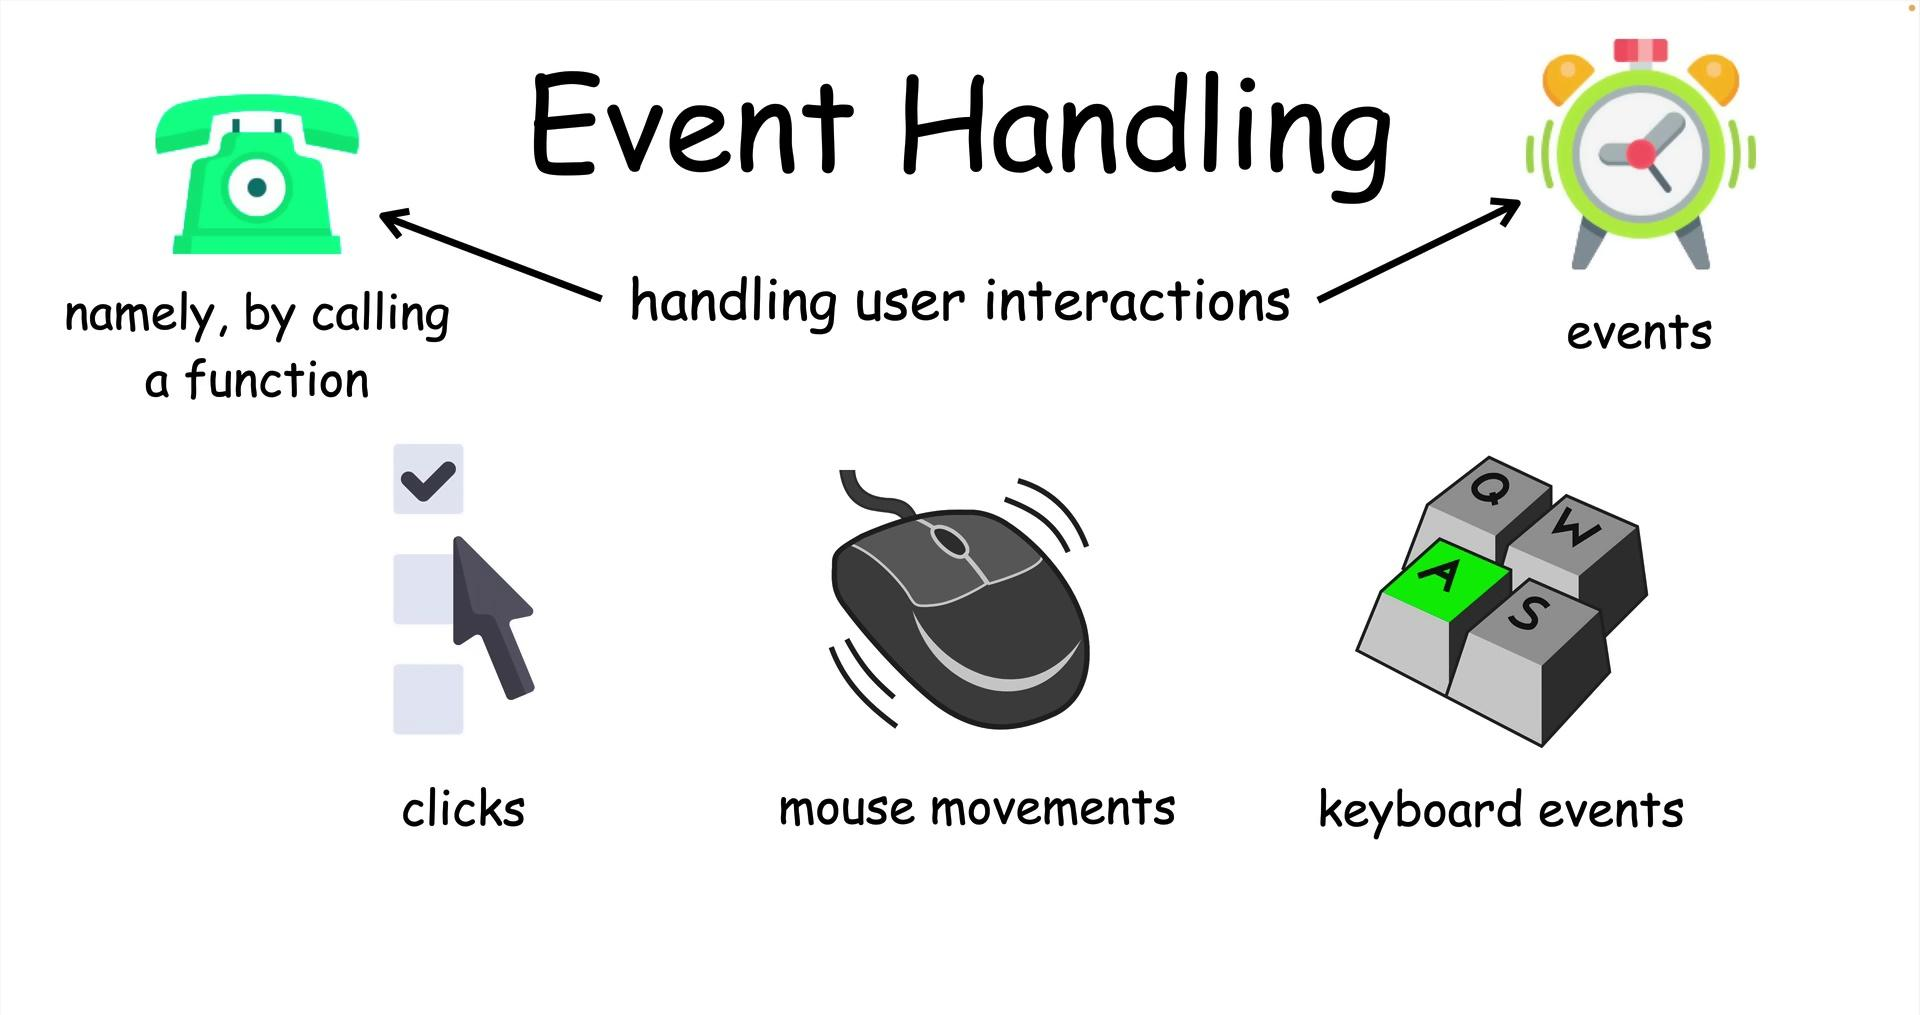 Event Handling
handling user interactions
namely, by calling
a function
events
clicks
mouse movements
keyboard events
Q
W
A
S